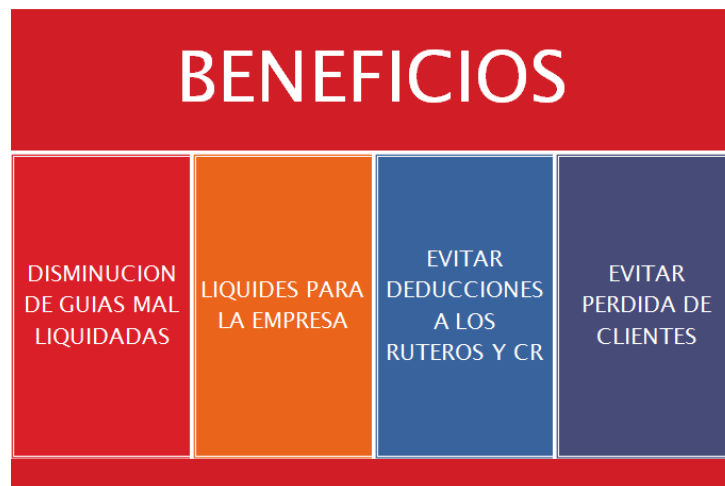 BENEFICIOS
DISMINUCION
DE GUIAS MAL
LIQUIDADAS
LIQUIDES PARA
LA EMPRESA
EVITAR
DEDUCCIONES
A LOS
RUTEROS Y CR
EVITAR
PERDIDA DE
CLIENTES